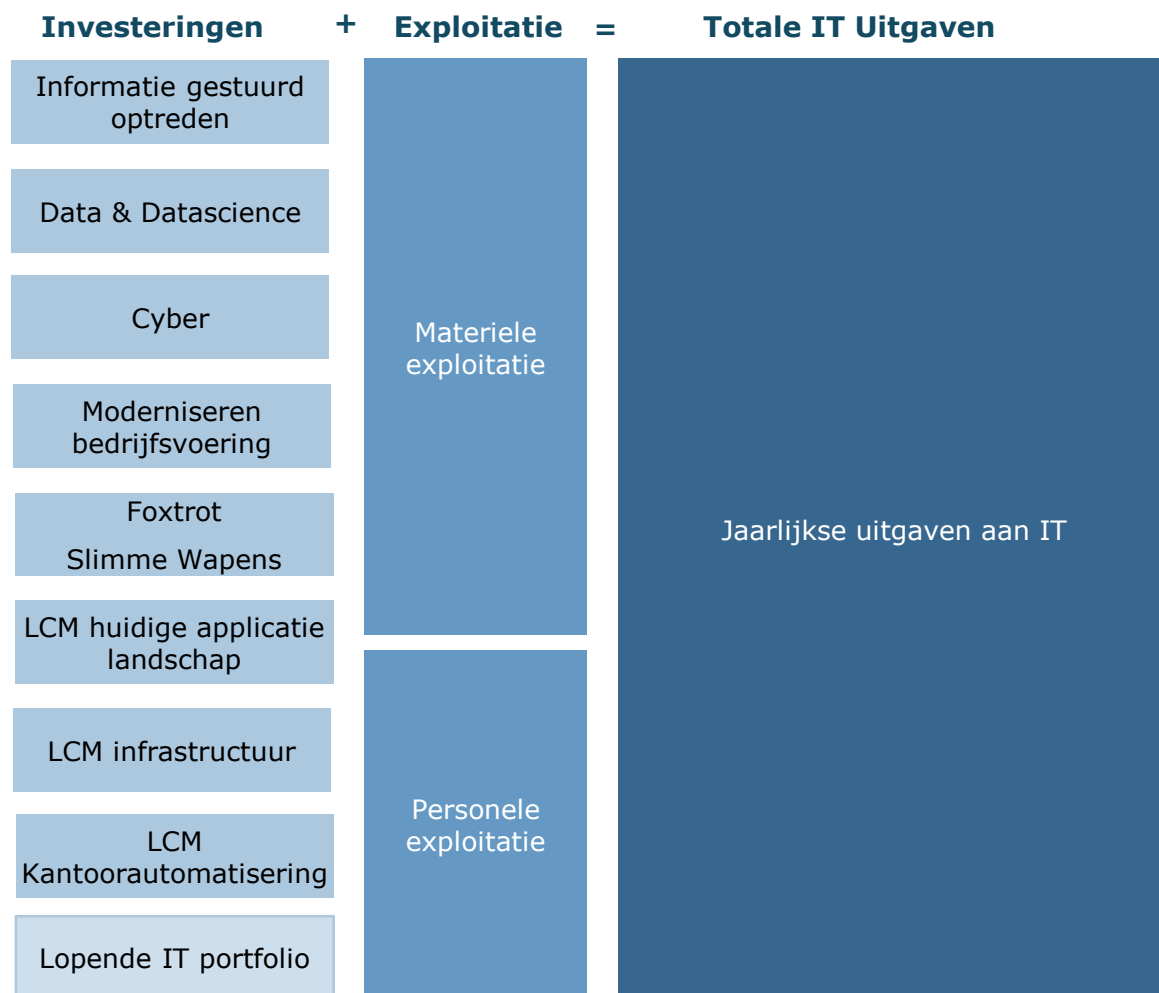 Investeringen + Exploitatie = Totale IT Uitgaven
Informatie gestuurd
optreden
Data & Datascience
Cyber
Moderniseren
bedrijfsvoering
Foxtrot
Slimme Wapens
LCM huidige applicatie
landschap
LCM infrastructuur
LCM
Kantoorautomatisering
Lopende IT portfolio
Materiele
exploitatie
Personele
exploitatie
Jaarlijkse uitgaven aan IT